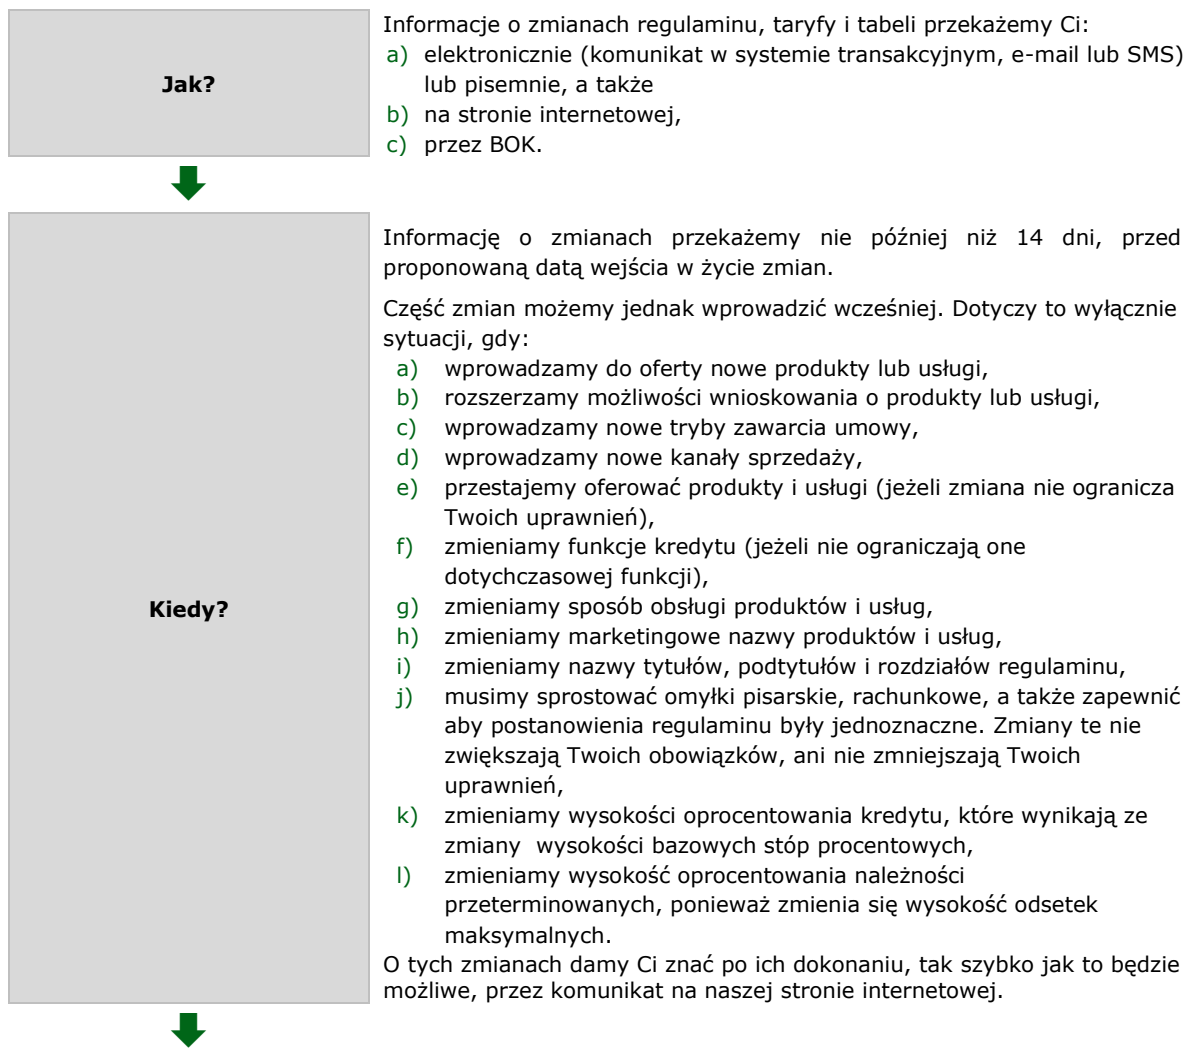 Jak?
Informacje o zmianach regulaminu, taryfy i tabeli przekażemy Ci:
a) elektronicznie (komunikat w systemie transakcyjnym, e-mail lub SMS)
lub pisemnie, a także
b) na stronie internetowej,
c) przez BOK.
Kiedy?
Informację o zmianach przekażemy nie później niż 14 dni, przed
proponowaną datą wejścia w życie zmian.
Część zmian możemy jednak wprowadzić wcześniej. Dotyczy to wyłącznie
sytuacji, gdy:
a) wprowadzamy do oferty nowe produkty lub usługi,
b) rozszerzamy możliwości wnioskowania o produkty lub usługi,
c) wprowadzamy nowe tryby zawarcia umowy,
d) wprowadzamy nowe kanały sprzedaży,
e) przestajemy oferować produkty i usługi (jeżeli zmiana nie ogranicza
Twoich uprawnień),
f) zmieniamy funkcje kredytu (jeżeli nie ograniczają one
dotychczasowej funkcji),
g) zmieniamy sposób obsługi produktów i usług,
h) zmieniamy marketingowe nazwy produktów i usług,
i) zmieniamy nazwy tytułów, podtytułów i rozdziałów regulaminu,
j) musimy sprostować omyłki pisarskie, rachunkowe, a także zapewnić
aby postanowienia regulaminu były jednoznaczne. Zmiany te nie
zwiększają Twoich obowiązków, ani nie zmniejszają Twoich
uprawnień,
k) zmieniamy wysokości oprocentowania kredytu, które wynikają ze
zmiany wysokości bazowych stóp procentowych,
l) zmieniamy wysokość oprocentowania należności
przeterminowanych, ponieważ zmienia się wysokość odsetek
maksymalnych.
O tych zmianach damy Ci znać po ich dokonaniu, tak szybko jak to będzie
możliwe, przez komunikat na naszej stronie internetowej.